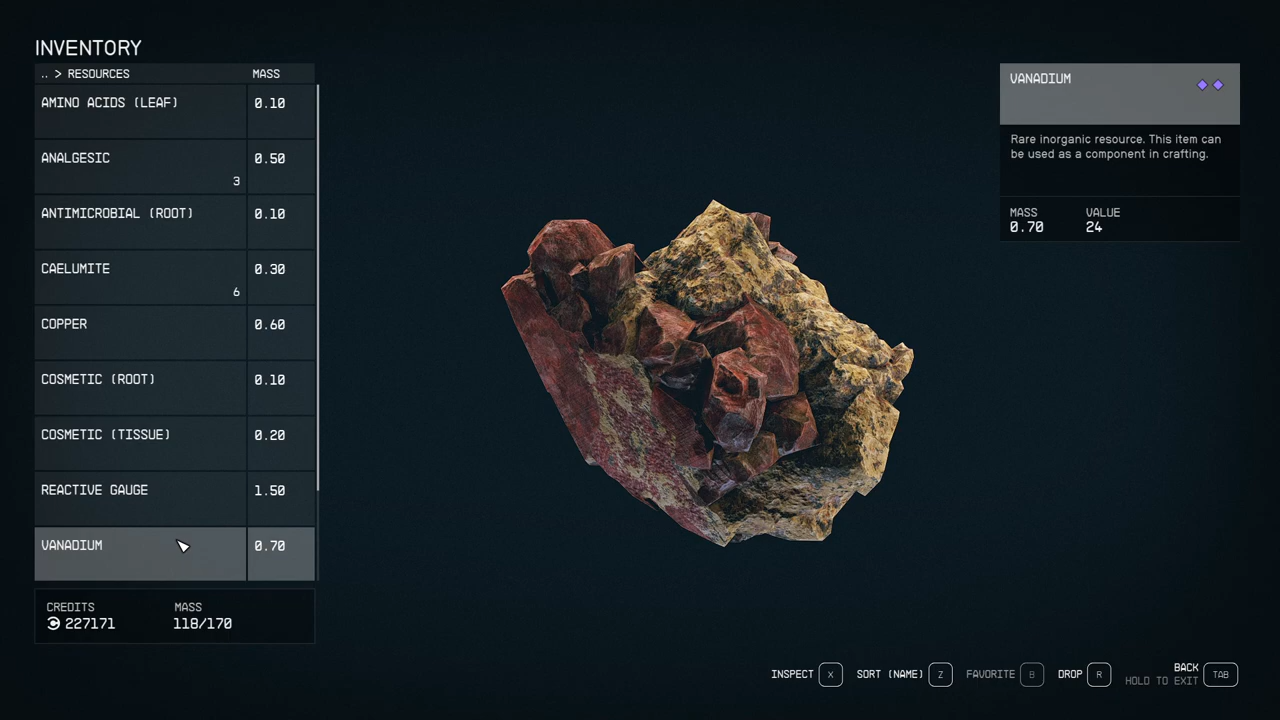 INVENTORY
.. > RESOURCES MASS
AMINO ACIDS (LEAF) 0.10
ANALGESIC 0.50
3
ANTIMICROBIAL (ROOT) 0.10
CAELUMITE 0.30
6
COPPER 0.60
COSMETIC (ROOT) 0.10
COSMETIC (TISSUE) 0.20
REACTIVE GAUGE 1.50
VANADIUM 0.70
CREDITS MASS
227171 118/170
VANADIUM
Rare inorganic resource. This item can
be used as a component in crafting.
MASS VALUE
0.70 24
INSPECT X SORT (NAME) Z FAVORITE B DROP R BACK
HOLD TO EXIT TAB